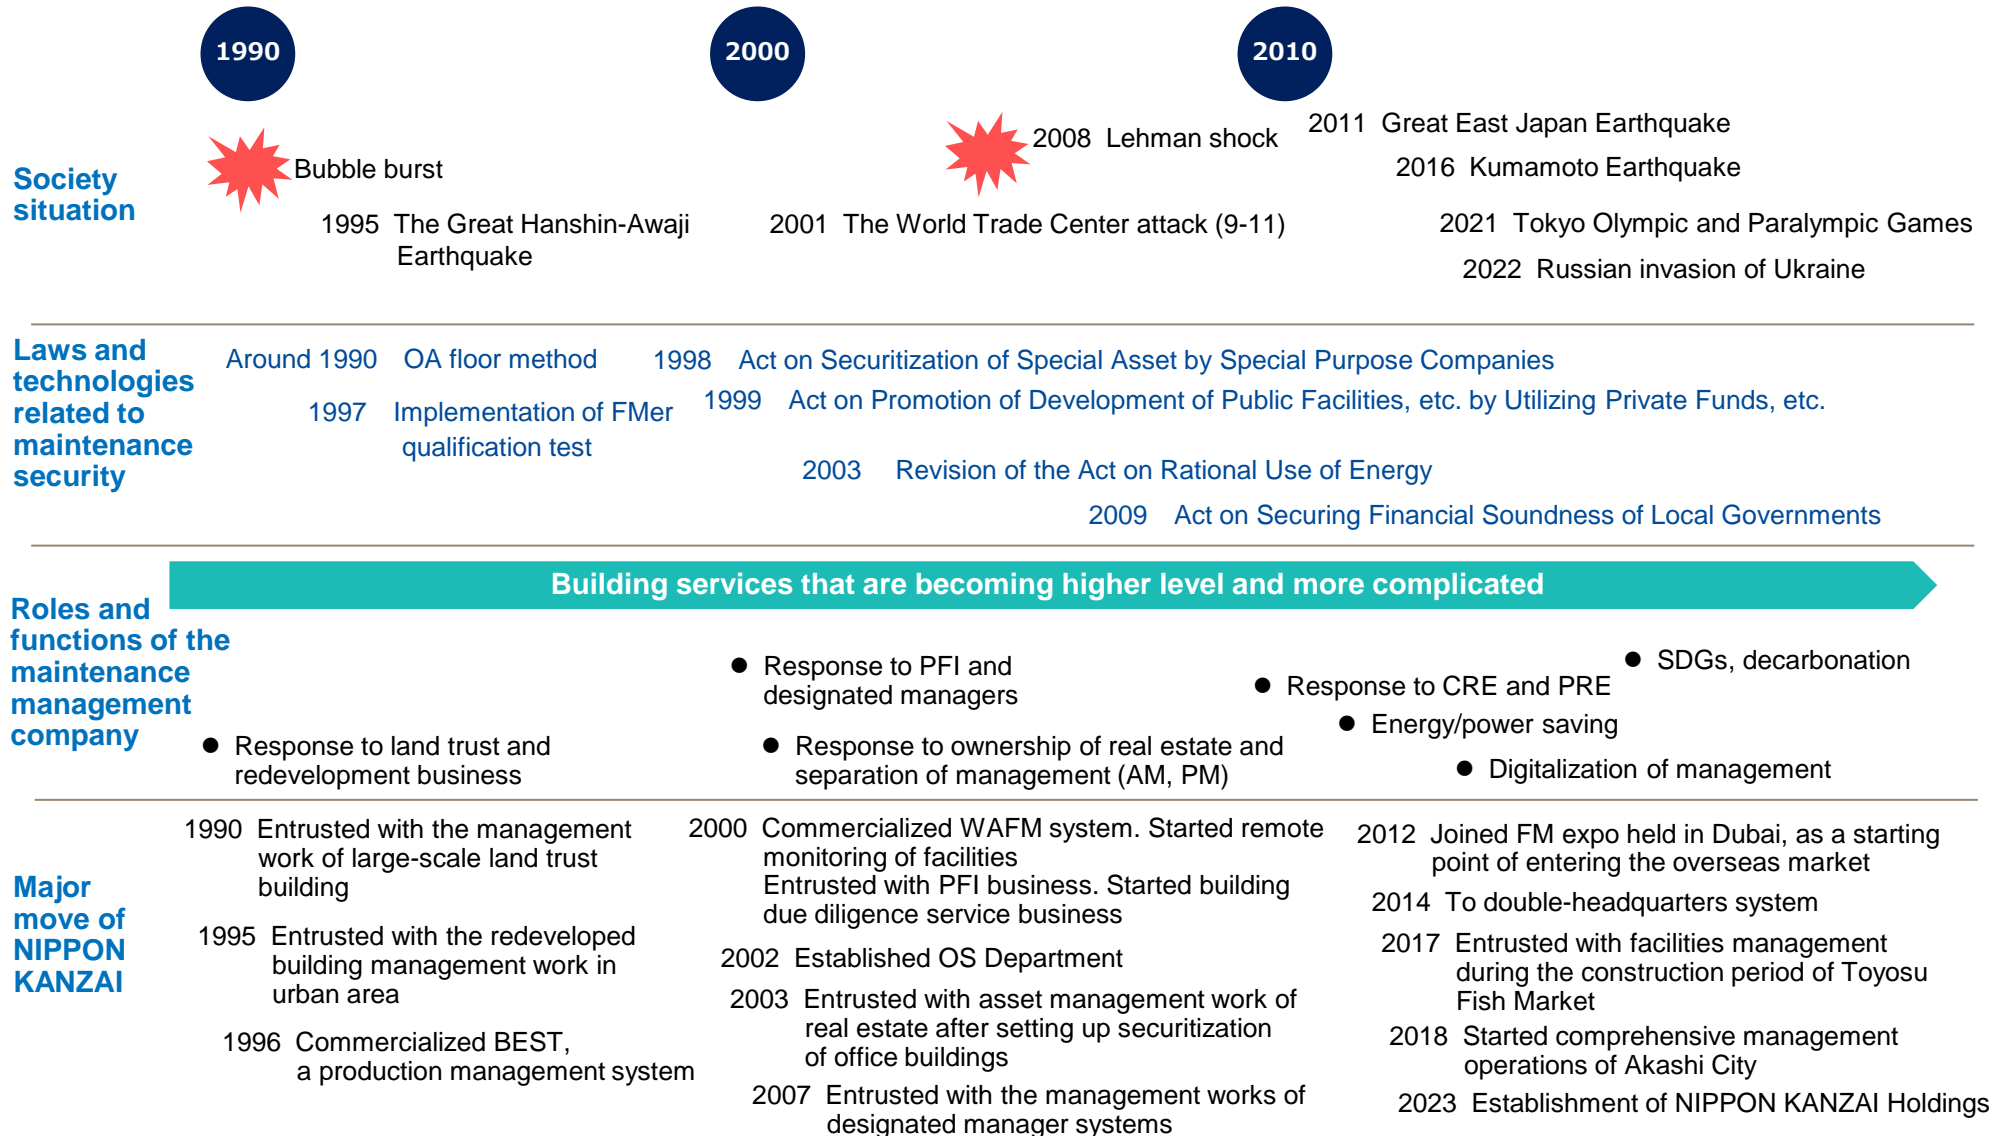 1990
2000
2010
Society
situation
Bubble burst
1995 The Great Hanshin-Awaji
Earthquake
2008 Lehman shock
2001 The World Trade Center attack (9-11)
2011 Great East Japan Earthquake
2016 Kumamoto Earthquake
2021 Tokyo Olympic and Paralympic Games
2022 Russian invasion of Ukraine
Laws and
technologies
related to
maintenance
security
Around 1990 OA floor method
1997 Implementation of FMer
qualification test
1998 Act on Securitization of Special Asset by Special Purpose Companies
1999 Act on Promotion of Development of Public Facilities, etc. by Utilizing Private Funds, etc.
2003 Revision of the Act on Rational Use of Energy
2009 Act on Securing Financial Soundness of Local Governments
Building services that are becoming higher level and more complicated
Roles and
functions of the
maintenance
management
company
● Response to land trust and
redevelopment business
● Response to PFI and
designated managers
● Response to ownership of real estate and
separation of management (AM, PM)
● SDGs, decarbonation
● Response to CRE and PRE
● Energy/power saving
● Digitalization of management
Major
move of
NIPPON
KANZAI
1990 Entrusted with the management
work of large-scale land trust
building
1995 Entrusted with the redeveloped
building management work in
urban area
1996 Commercialized BEST,
a production management system
2000 Commercialized WAFM system. Started remote
monitoring of facilities
Entrusted with PFI business. Started building
due diligence service business
2002 Established OS Department
2003 Entrusted with asset management work of
real estate after setting up securitization
of office buildings
2007 Entrusted with the management works of
designated manager systems
2012 Joined FM expo held in Dubai, as a starting
point of entering the overseas market
2014 To double-headquarters system
2017 Entrusted with facilities management
during the construction period of Toyosu
Fish Market
2018 Started comprehensive management
operations of Akashi City
2023 Establishment of NIPPON KANZAI Holdings